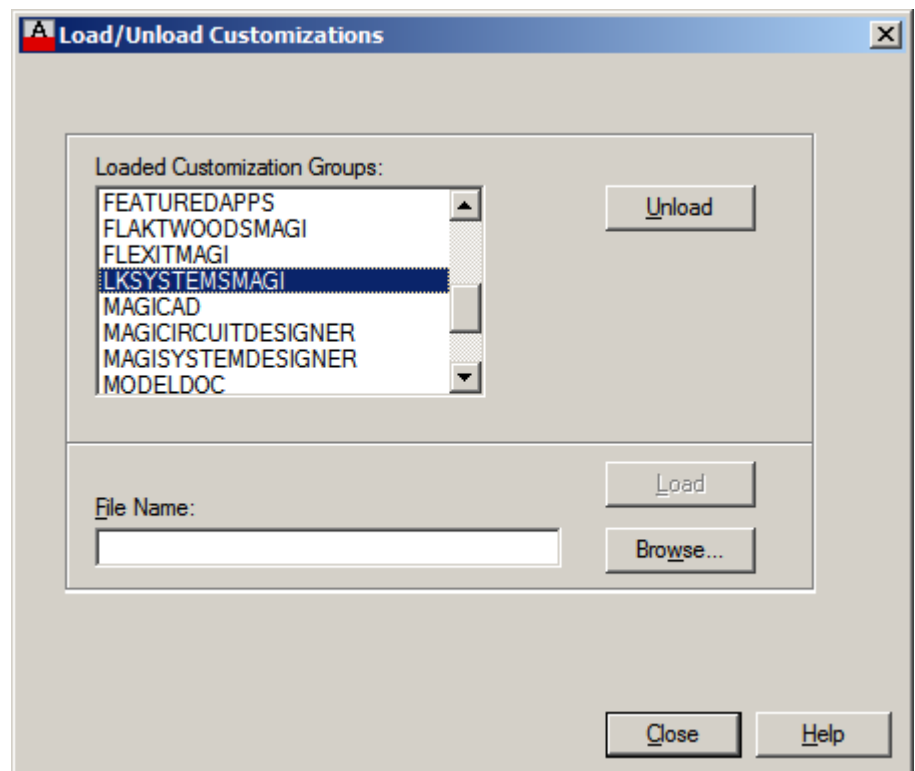 A Load/Unload Customizations
Loaded Customization Groups:
FEATUREDAPPS
FLAKTWOODSMAGI
FLEXITMAGI
LKSYSTEMSMAGI
MAGICAD
MAGICIRCUITDESIGNER
MAGISYSTEMDESIGNER
MODELDOC
Unload
Load
File Name:
Browse...
Close
Help